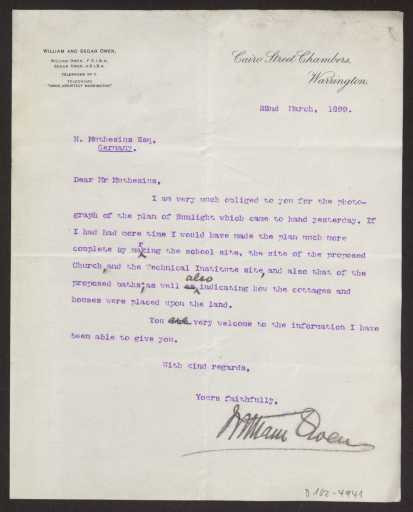 WILLIAM AND SEGAR OWEN.
WILLIAM OWEN, F.R.I.B.A.
SEGAR OWEN, A.R.I.B.A.
TELEPHONE Nº
TELEGRAMS
"OWEN, ARCHITECT WARRINGTON"
Cairo Street Chambers,
Warrington.
22nd March, 1899.
H. Muthesius Esq.
Germany.
Dear Mr Muthesius,
I am very much obliged to you for the photo-
graph of the plan of Sunlight which came to hand yesterday. If
I had had more time I would have made the plan much more
complete by making the school site, the site of the proposed
Church, and the Technical Institute site, and also that of the
proposed baths, as well as also indicating how the cottages and
houses were placed upon the land.
You are very welcome to the information I have
been able to give you.
With kind regards,
Yours faithfully,
William Owen
D 102-4941